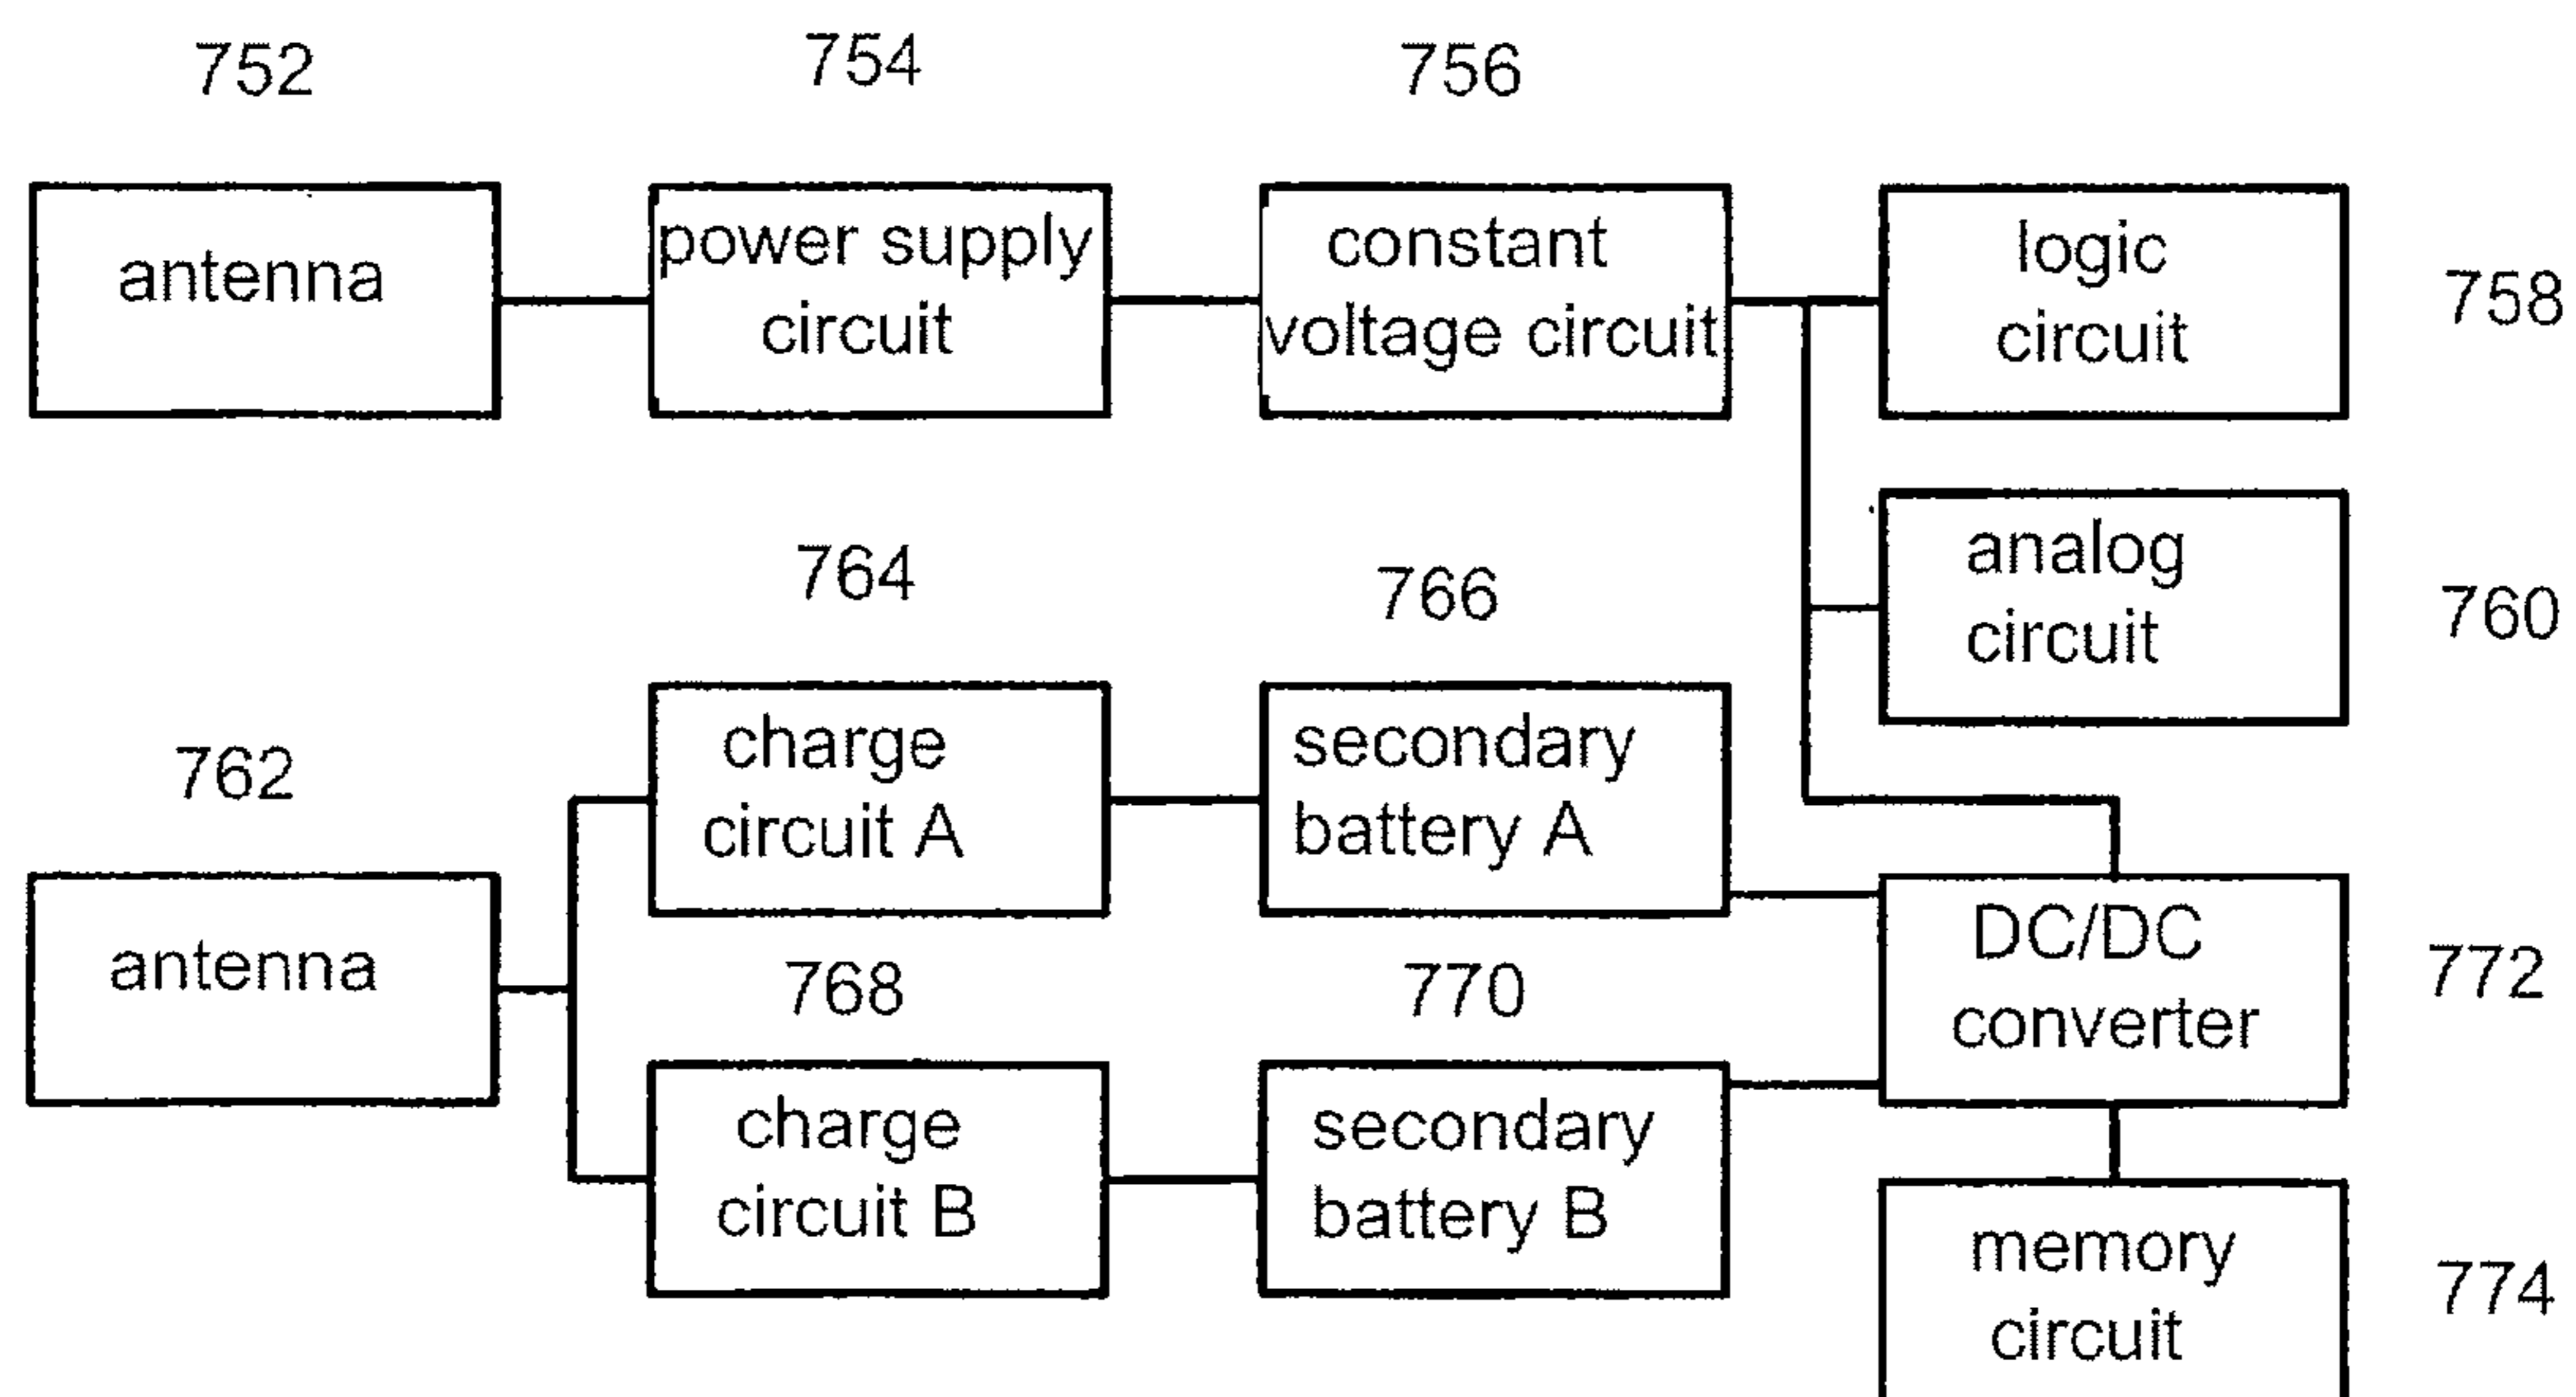 752
754
756
antenna
power supply
circuit
constant
voltage circuit
logic
circuit
758
analog
circuit
760
764
766
charge
circuit A
secondary
battery A
762
antenna
768
770
DC/DC
converter
772
charge
circuit B
secondary
battery B
memory
circuit
774